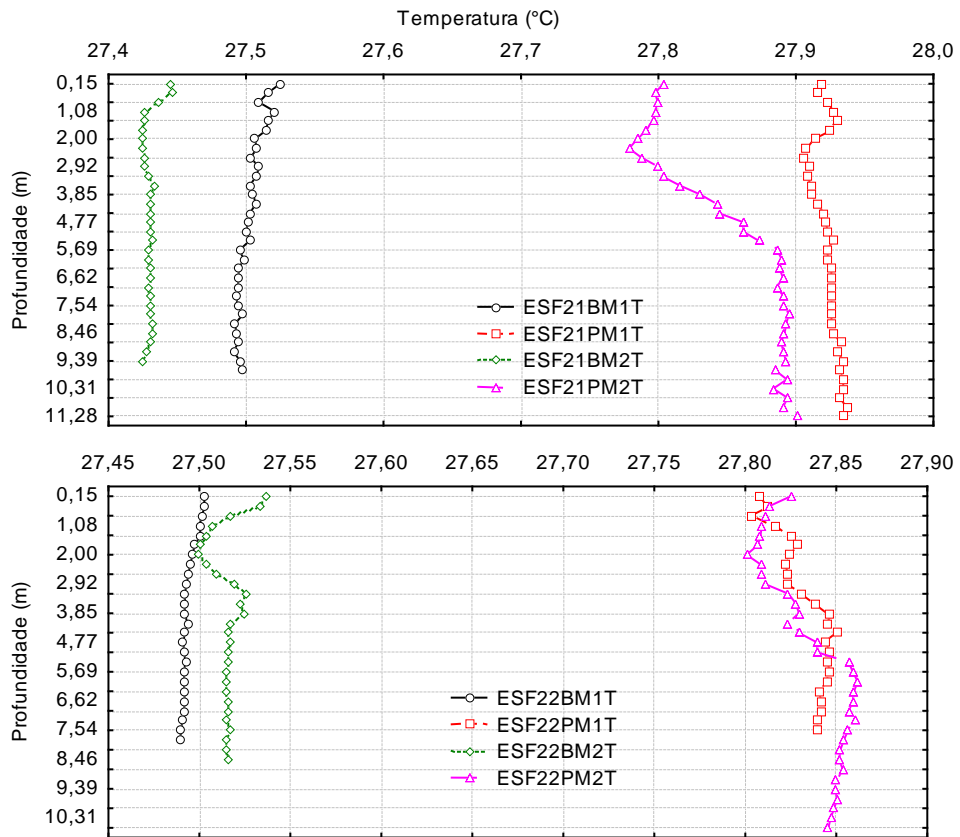 Temperatura (°C)
27,4 27,5 27,6 27,7 27,8 27,9 28,0
Profundidade (m)
0,15
1,08
2,00
2,92
3,85
4,77
5,69
6,62
7,54
8,46
9,39
10,31
11,28
ESF21BM1T
ESF21PM1T
ESF21BM2T
ESF21PM2T
27,45 27,50 27,55 27,60 27,65 27,70 27,75 27,80 27,85 27,90
Profundidade (m)
0,15
1,08
2,00
2,92
3,85
4,77
5,69
6,62
7,54
8,46
9,39
10,31
ESF22BM1T
ESF22PM1T
ESF22BM2T
ESF22PM2T